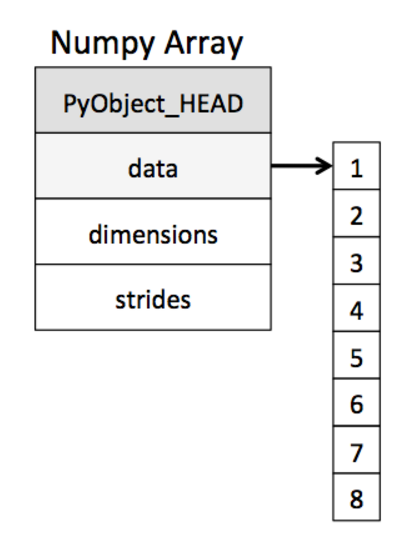 Numpy Array
PyObject_HEAD
data
dimensions
strides
1
2
3
4
5
6
7
8